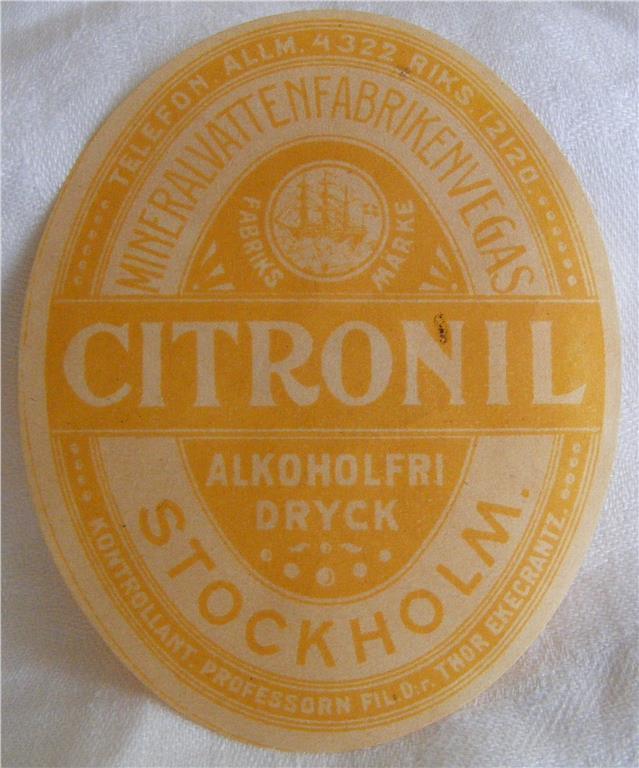 TELEFON ALLM. 4322 RIKS. 12120.
MINERALVATTENFABRIKEN VEGAS
FABRIKS MÄRKE
CITRONIL
ALKOHOLFRI
DRYCK
STOCKHOLM.
KONTROLLANT. PROFESSORN FIL. D:r. THOR EKECRANTZ.